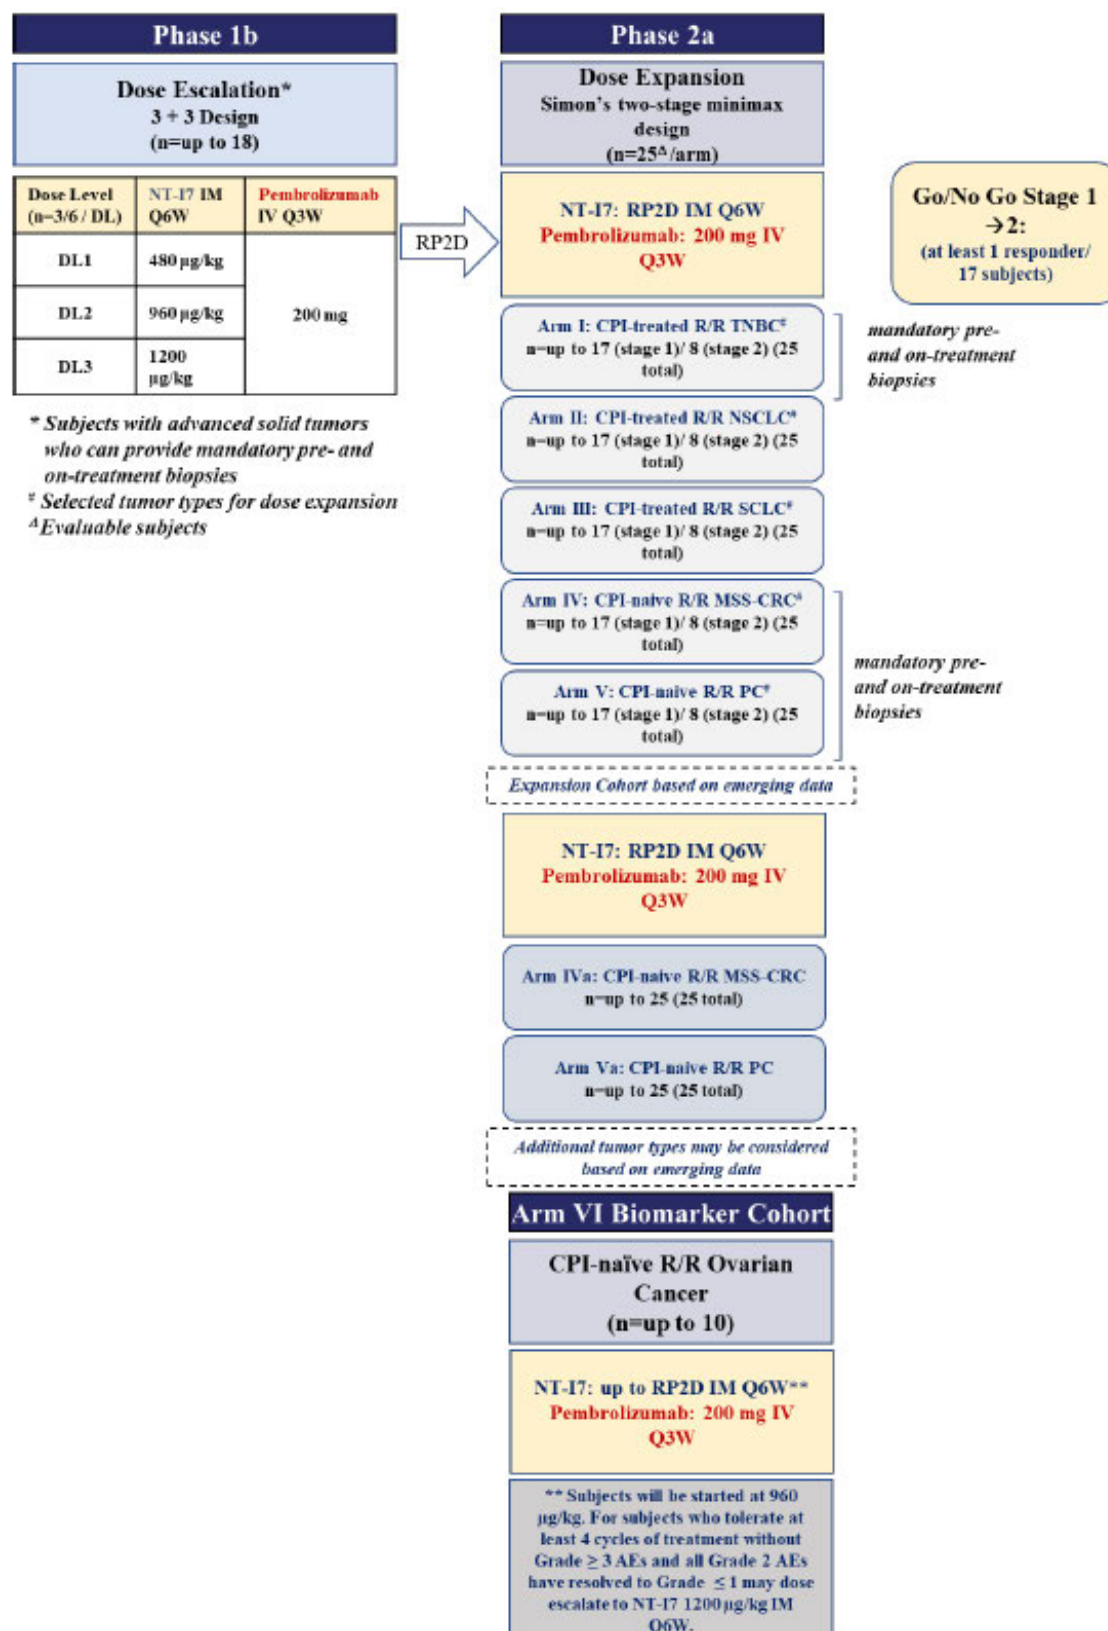 Phase 1b
Dose Escalation*
3 + 3 Design
(n=up to 18)
Dose Level
(n=3/6 / DL)
NT-I7 IM
Q6W
Pembrolizumab
IV Q3W
DL1
480 µg/kg
DL2
960 µg/kg
200 mg
DL3
1200
µg/kg
* Subjects with advanced solid tumors
who can provide mandatory pre- and
on-treatment biopsies
# Selected tumor types for dose expansion
Δ Evaluable subjects
RP2D
Phase 2a
Dose Expansion
Simon's two-stage minimax
design
(n=25Δ/arm)
NT-I7: RP2D IM Q6W
Pembrolizumab: 200 mg IV
Q3W
Go/No Go Stage 1
→2:
(at least 1 responder/
17 subjects)
Arm I: CPI-treated R/R TNBC#
n=up to 17 (stage 1)/ 8 (stage 2) (25
total)
mandatory pre-
and on-treatment
biopsies
Arm II: CPI-treated R/R NSCLC#
n=up to 17 (stage 1)/ 8 (stage 2) (25
total)
Arm III: CPI-treated R/R SCLC#
n=up to 17 (stage 1)/ 8 (stage 2) (25
total)
Arm IV: CPI-naive R/R MSS-CRC#
n=up to 17 (stage 1)/ 8 (stage 2) (25
total)
Arm V: CPI-naive R/R PC#
n=up to 17 (stage 1)/ 8 (stage 2) (25
total)
mandatory pre-
and on-treatment
biopsies
Expansion Cohort based on emerging data
NT-I7: RP2D IM Q6W
Pembrolizumab: 200 mg IV
Q3W
Arm IVa: CPI-naive R/R MSS-CRC
n=up to 25 (25 total)
Arm Va: CPI-naive R/R PC
n=up to 25 (25 total)
Additional tumor types may be considered
based on emerging data
Arm VI Biomarker Cohort
CPI-naïve R/R Ovarian
Cancer
(n=up to 10)
NT-I7: up to RP2D IM Q6W**
Pembrolizumab: 200 mg IV
Q3W
** Subjects will be started at 960
µg/kg. For subjects who tolerate at
least 4 cycles of treatment without
Grade ≥ 3 AEs and all Grade 2 AEs
have resolved to Grade ≤ 1 may dose
escalate to NT-I7 1200 µg/kg IM
Q6W.